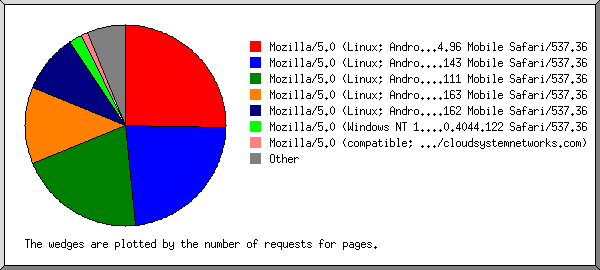 Mozilla/5.0 (Linux; Andro...4.96 Mobile Safari/537.36
Mozilla/5.0 (Linux; Andro....143 Mobile Safari/537.36
Mozilla/5.0 (Linux; Andro....111 Mobile Safari/537.36
Mozilla/5.0 (Linux; Andro....163 Mobile Safari/537.36
Mozilla/5.0 (Linux; Andro....162 Mobile Safari/537.36
Mozilla/5.0 (Windows NT 1....0.4044.122 Safari/537.36
Mozilla/5.0 (compatible; .../cloudsystemnetworks.com)
Other
The wedges are plotted by the number of requests for pages.